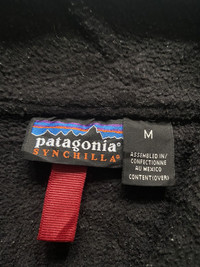 patagonia®
SYNCHILLA®
M
ASSEMBLED IN/
CONFECTIONNE
AU MEXICO
CONTENT(OVER)